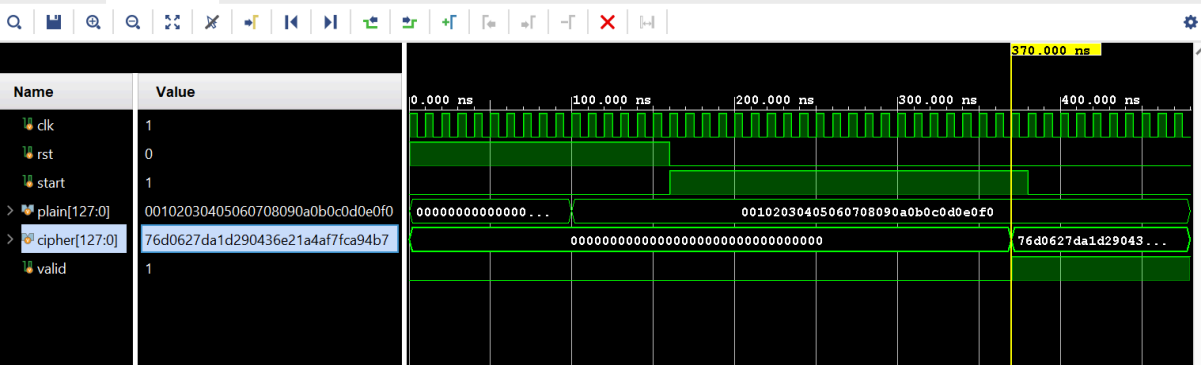 370.000 ns
Name Value
0.000 ns 100.000 ns 200.000 ns 300.000 ns 400.000 ns
clk 1
rst 0
start 1
plain[127:0] 00102030405060708090a0b0c0d0e0f0 00000000000000... 00102030405060708090a0b0c0d0e0f0
cipher[127:0] 76d0627da1d290436e21a4af7fca94b7 00000000000000000000000000000000 76d0627da1d29043...
valid 1